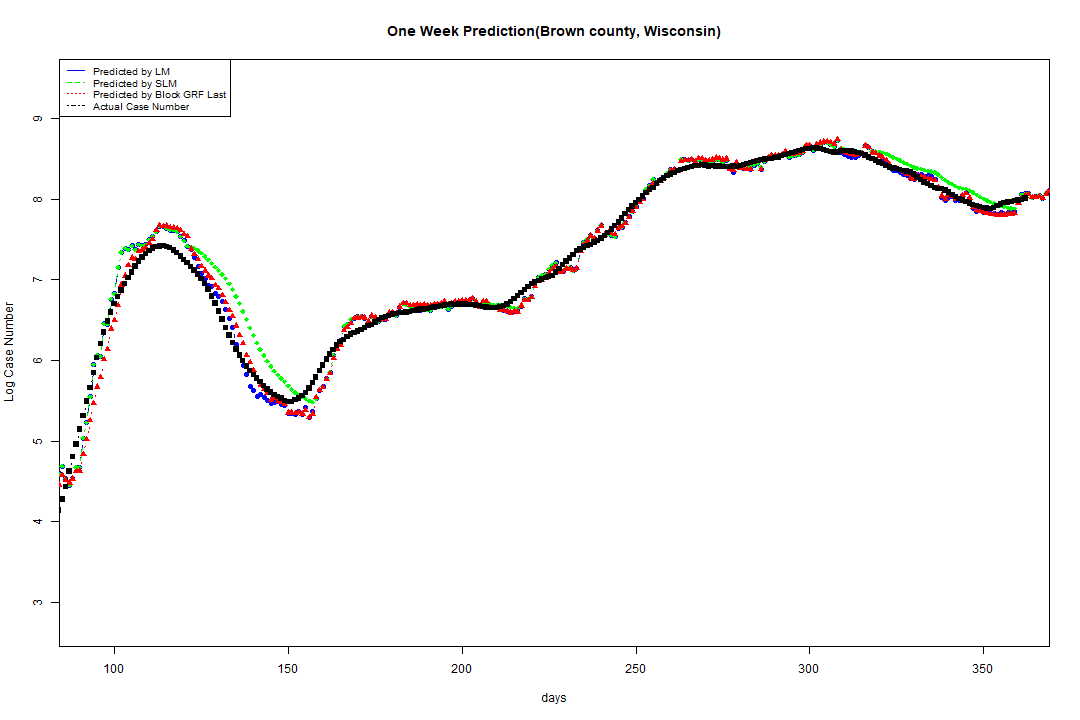 One Week Prediction(Brown county, Wisconsin)
Predicted by LM
Predicted by SLM
Predicted by Block GRF Last
Actual Case Number
9
8
7
6
5
4
3
Log Case Number
100 150 200 250 300 350
days